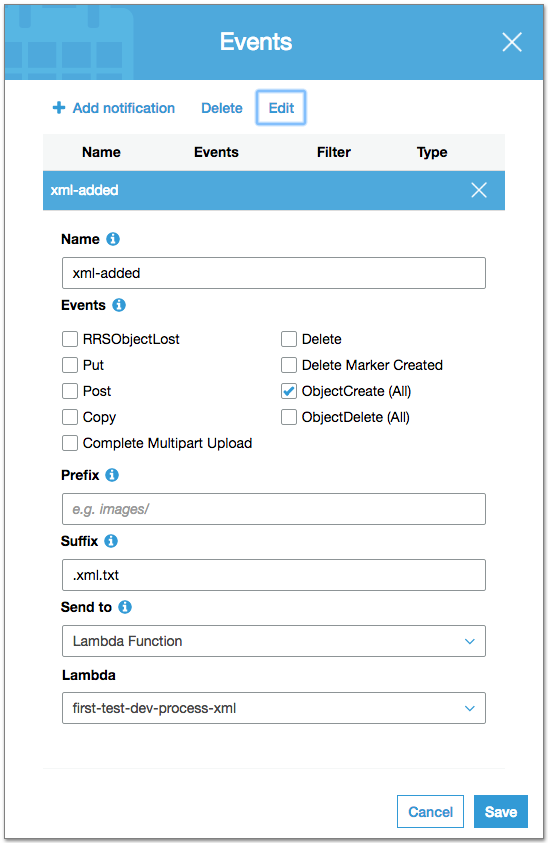 Events
Add notification Delete Edit
Name Events Filter Type
xml-added
Name
xml-added
Events
RRSObjectLost Delete
Put Delete Marker Created
Post ObjectCreate (All)
Copy ObjectDelete (All)
Complete Multipart Upload
Prefix
e.g. images/
Suffix
.xml.txt
Send to
Lambda Function
Lambda
first-test-dev-process-xml
Cancel Save